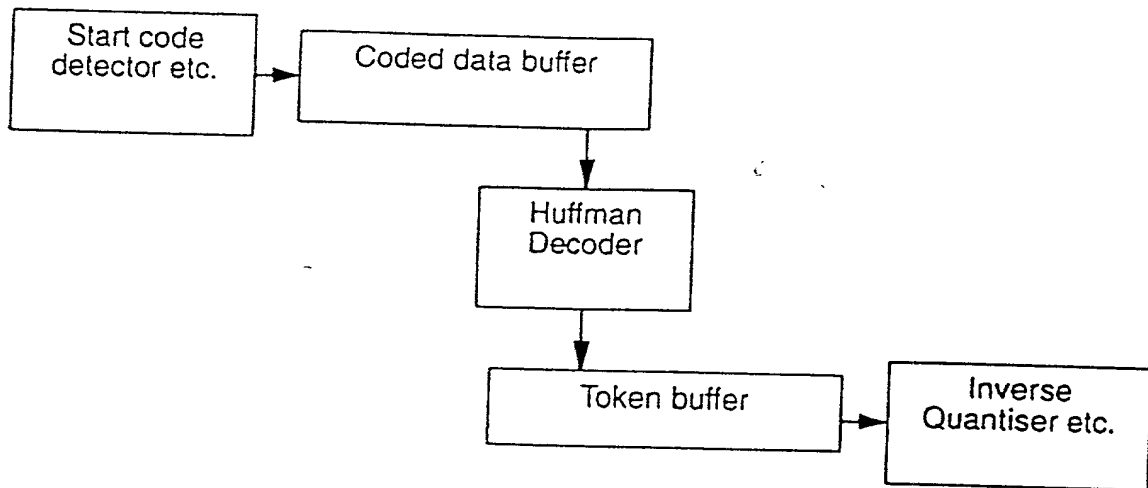 Start code
detector etc.
Coded data buffer
Huffman
Decoder
Token buffer
Inverse
Quantiser etc.